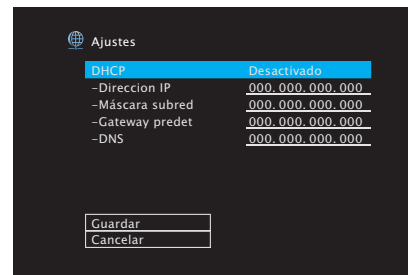 Ajustes
DHCP Desactivado
-Direccion IP 000.000.000.000
-Máscara subred 000.000.000.000
-Gateway predet 000.000.000.000
-DNS 000.000.000.000
Guardar
Cancelar